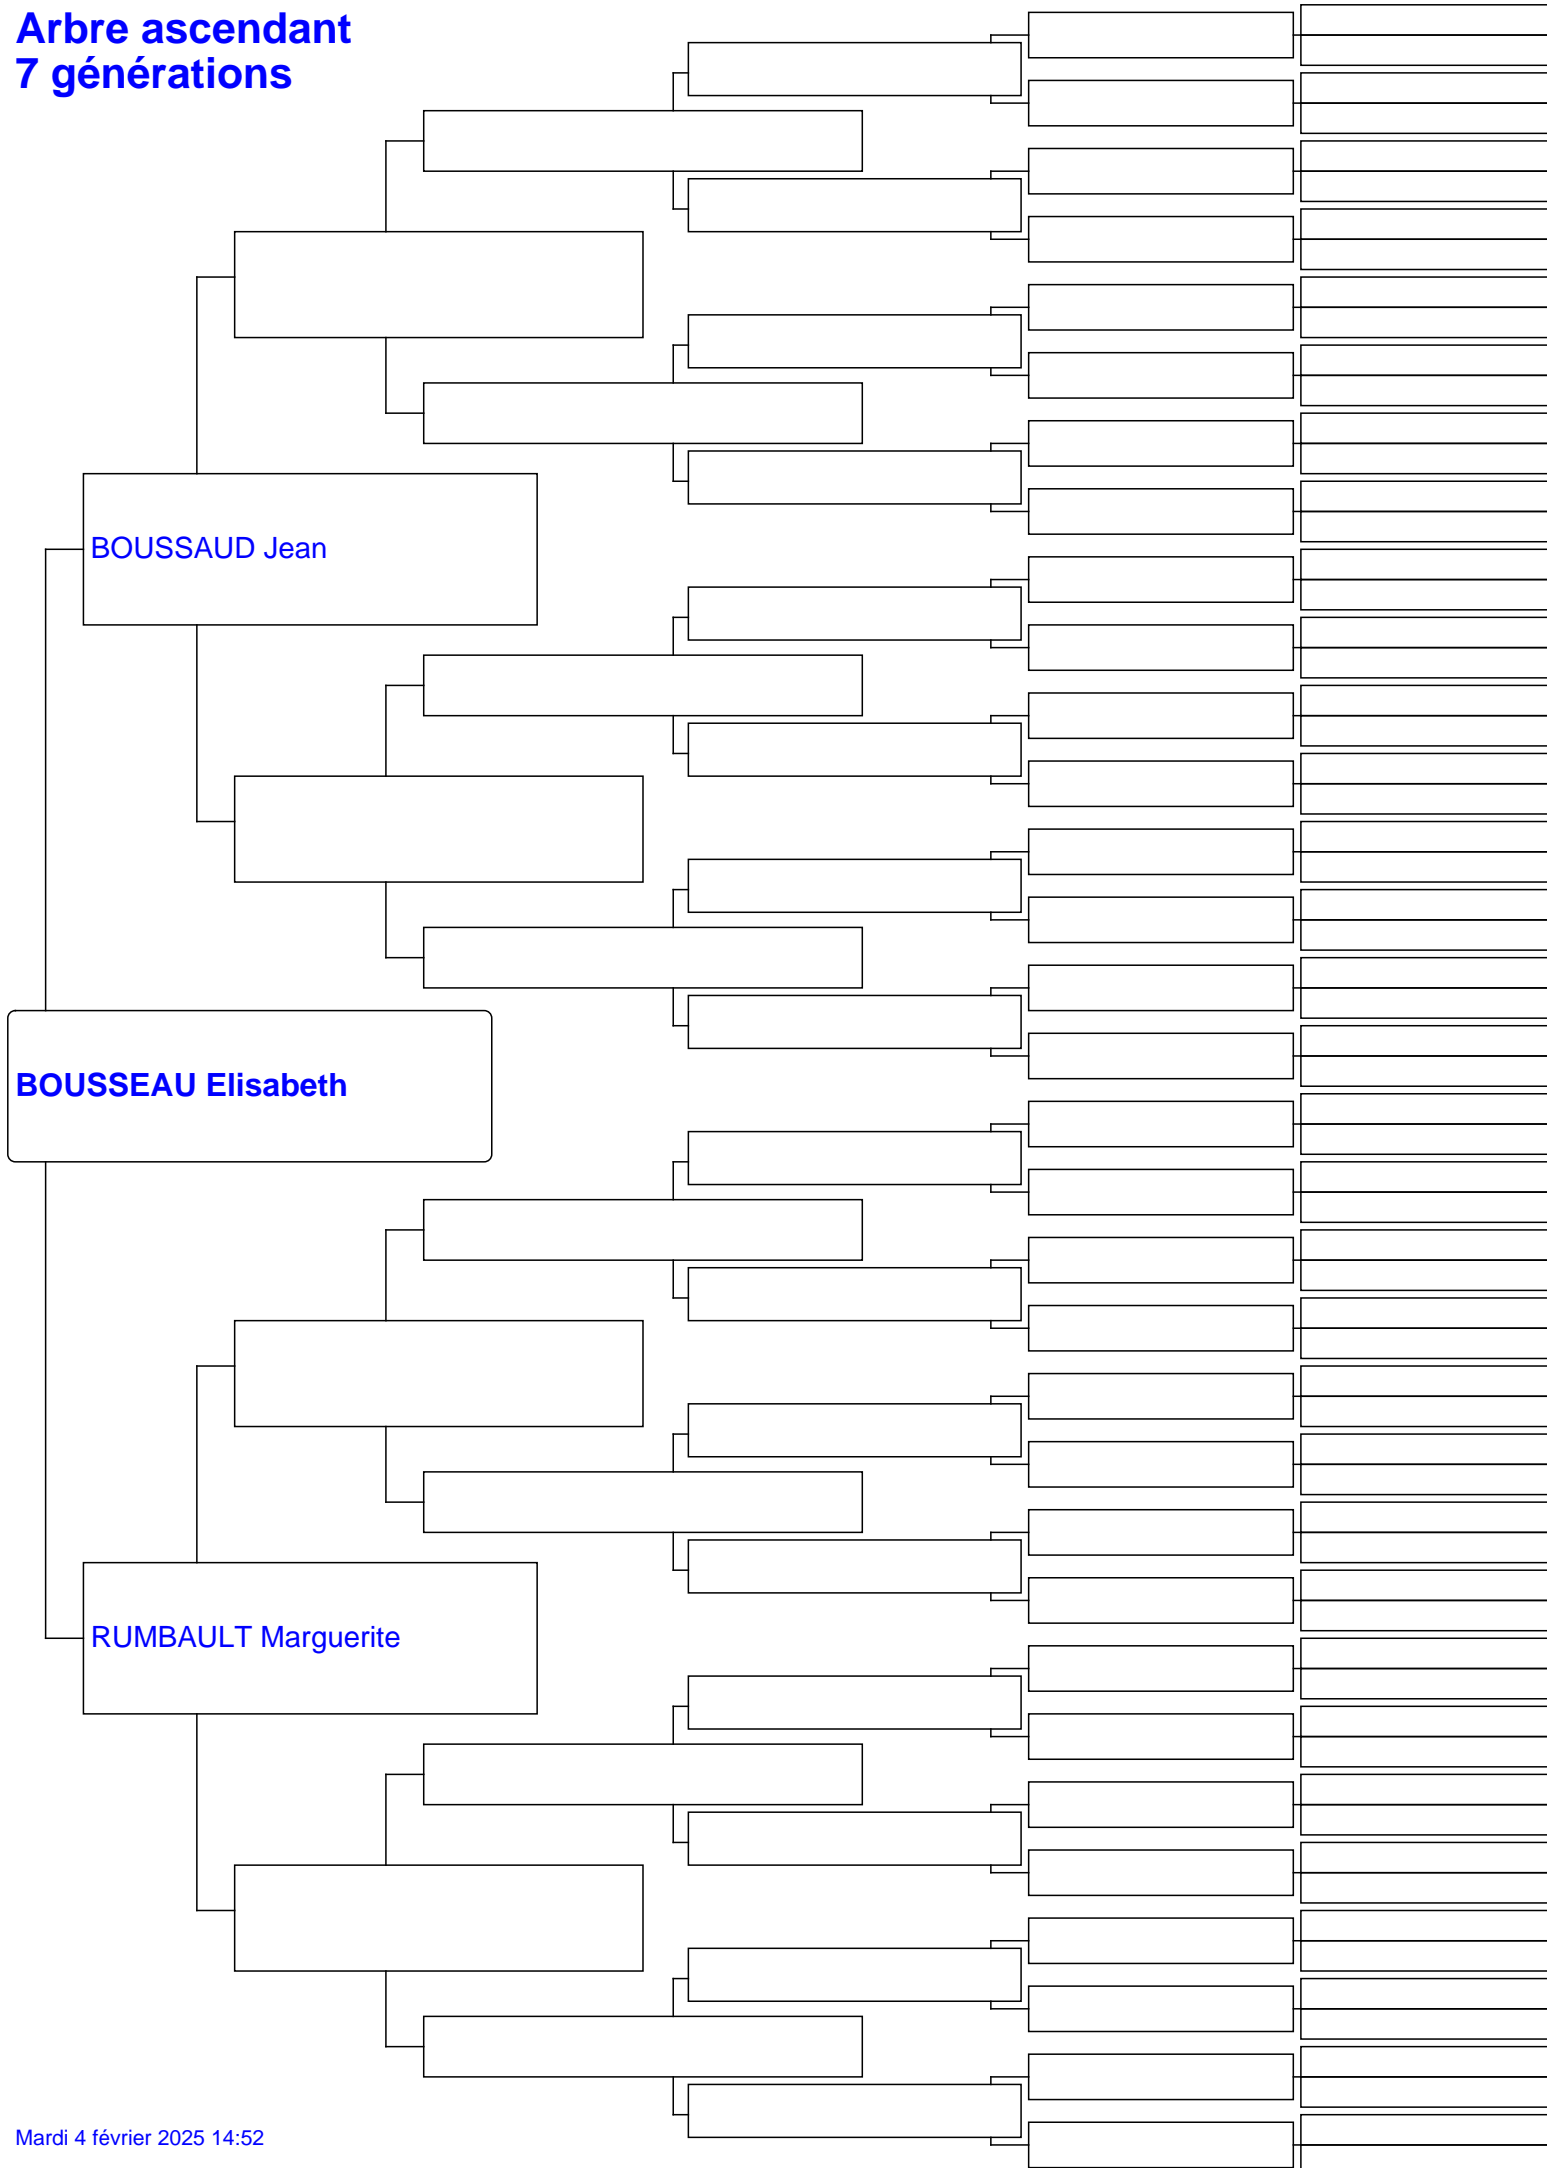 Arbre ascendant
7 générations
BOUSSAUD Jean
BOUSSEAU Elisabeth
RUMBAULT Marguerite
Mardi 4 février 2025 14:52